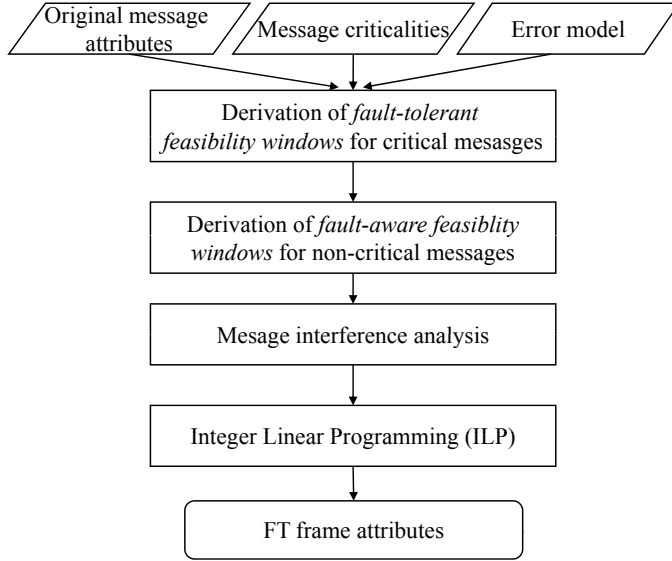 Original message
attributes
Message criticalities
Error model
Derivation of fault-tolerant
feasibility windows for critical mesasges
Derivation of fault-aware feasiblity
windows for non-critical messages
Mesage interference analysis
Integer Linear Programming (ILP)
FT frame attributes